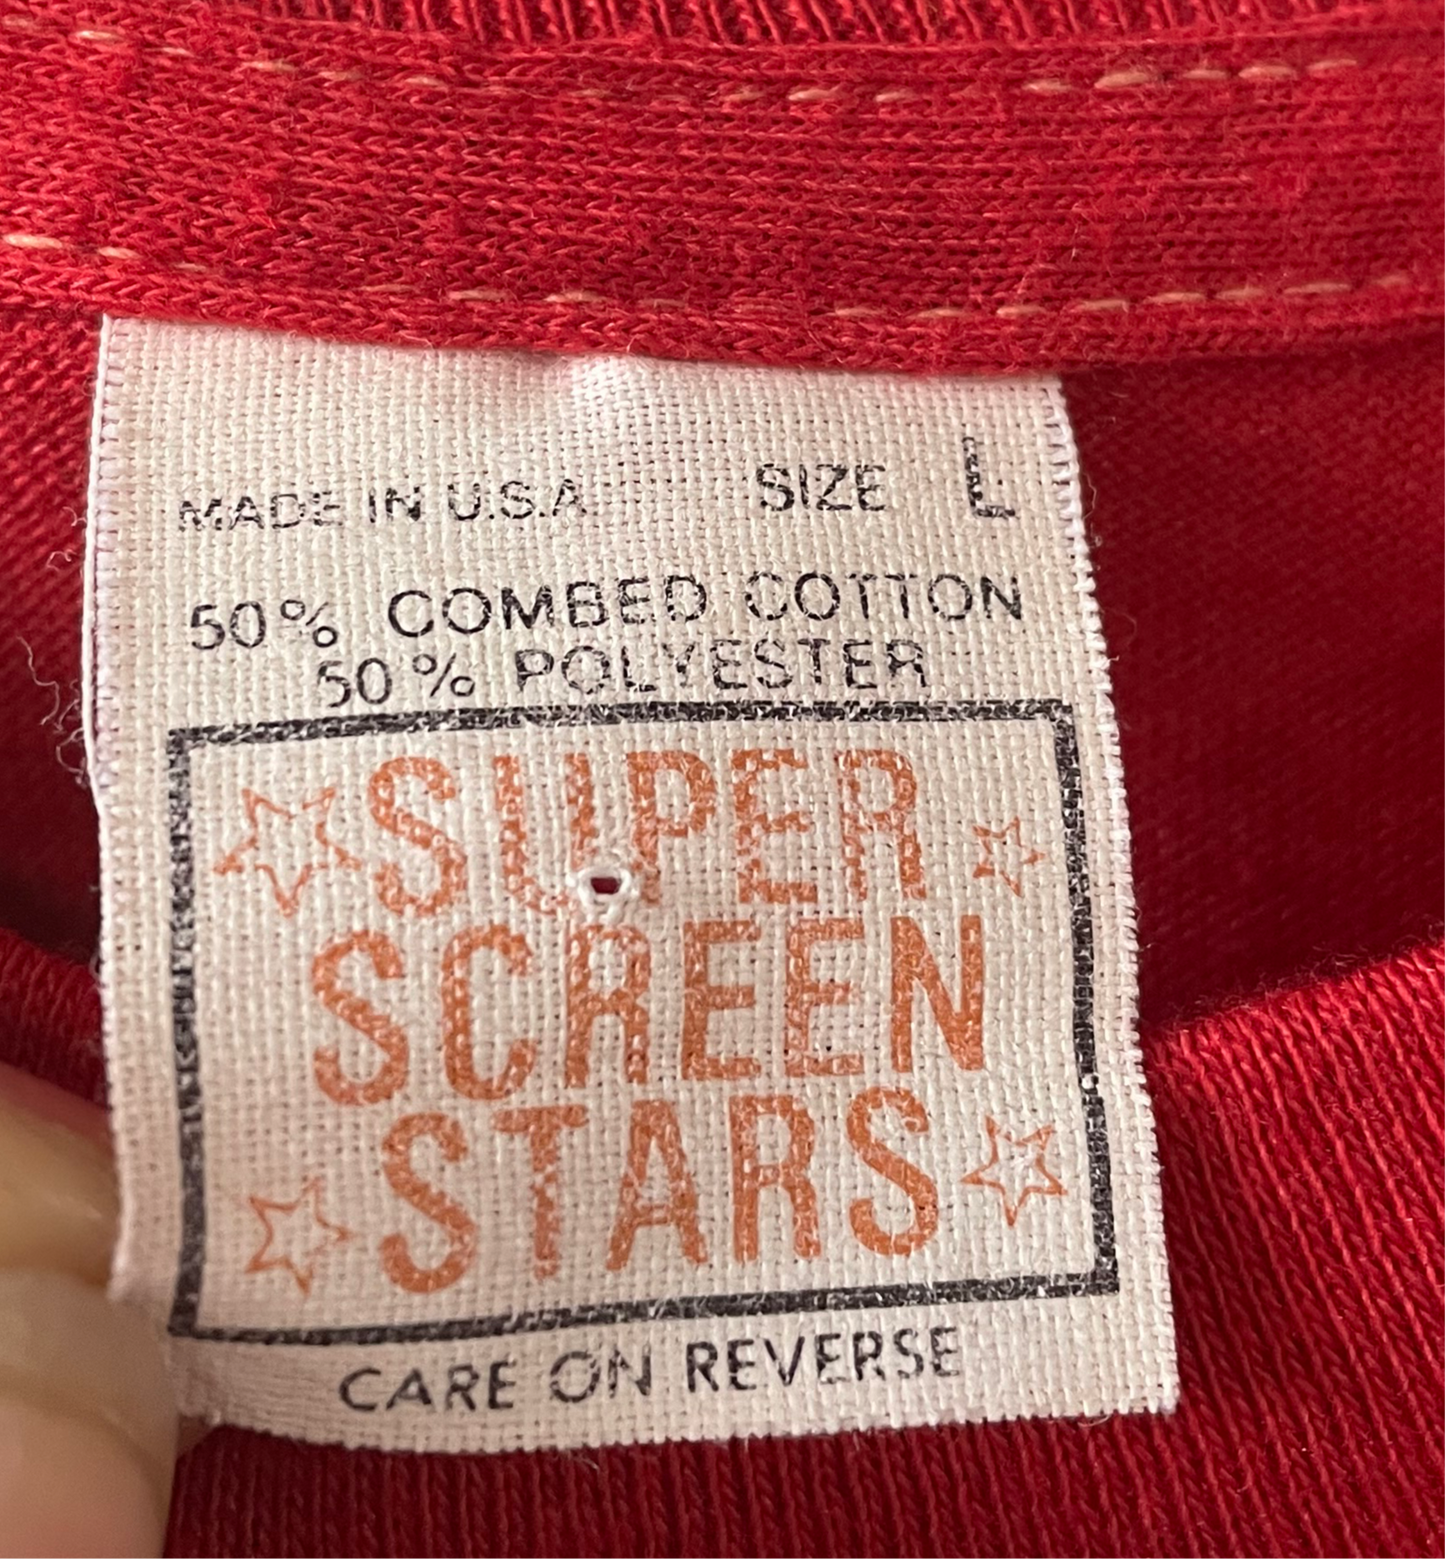 MADE IN U.S.A. SIZE L
50% COMBED COTTON
50% POLYESTER
SUPER
SCREEN
STARS
CARE ON REVERSE